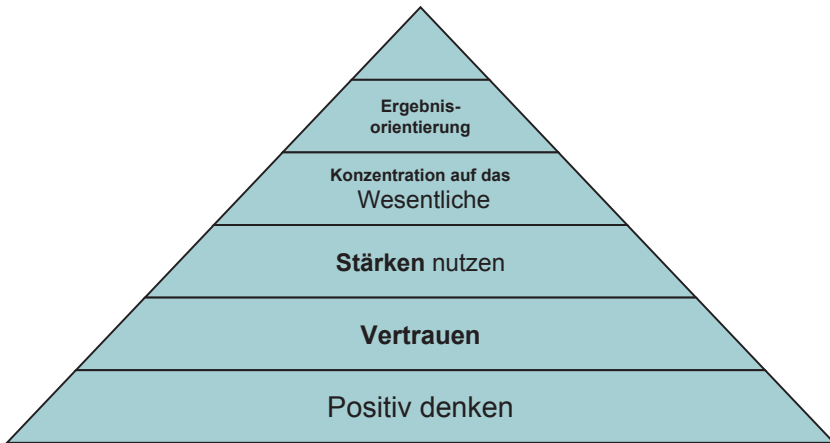 Ergebnis-
orientierung
Konzentration auf das
Wesentliche
Stärken nutzen
Vertrauen
Positiv denken